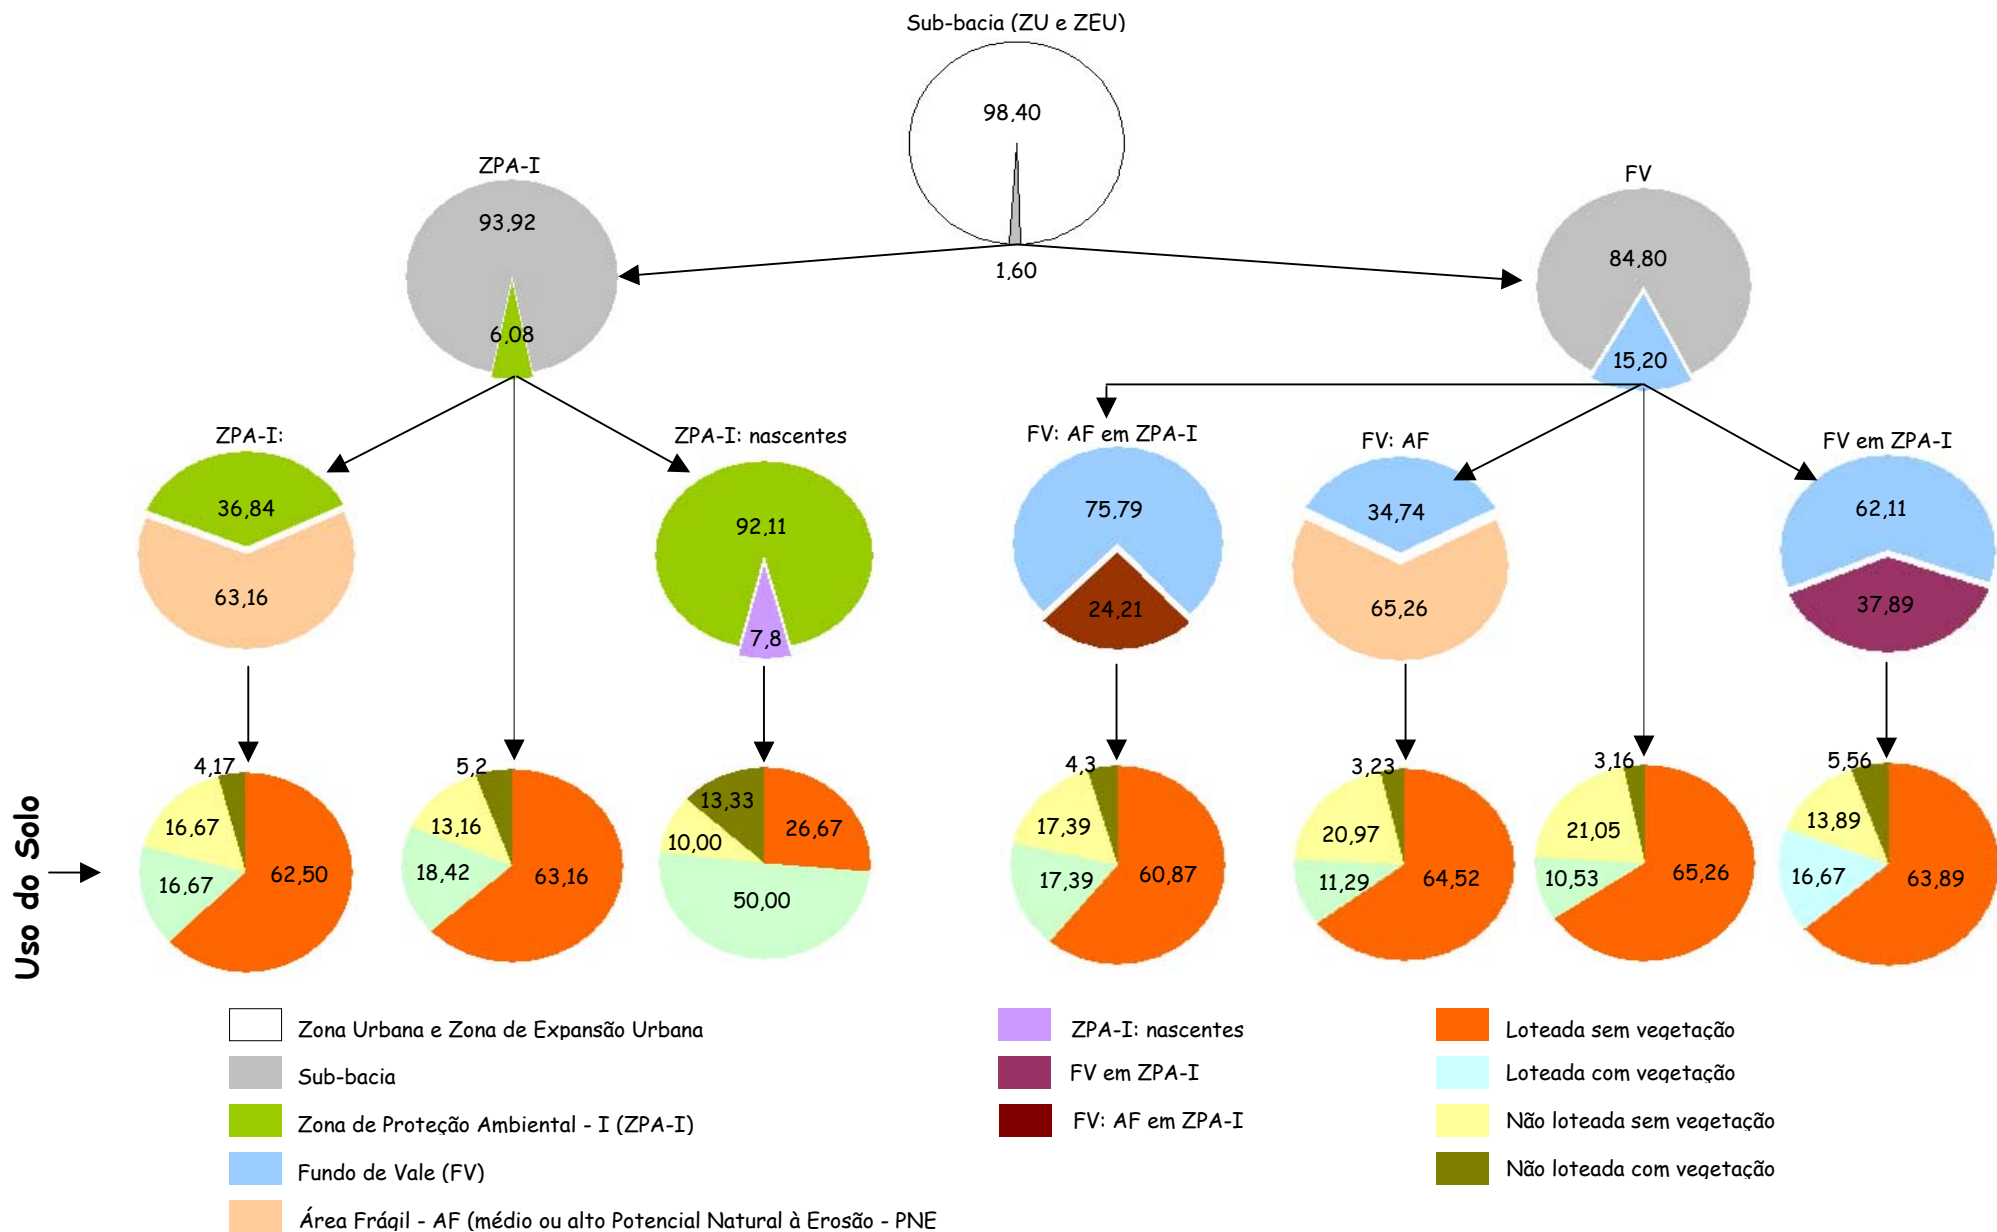 Sub-bacia (ZU e ZEU)
98,40
1,60
ZPA-I
93,92
6,08
FV
84,80
15,20
ZPA-I:
36,84
63,16
ZPA-I: nascentes
92,11
7,8
FV: AF em ZPA-I
75,79
24,21
FV: AF
34,74
65,26
FV em ZPA-I
62,11
37,89
Uso do Solo
4,17
16,67
16,67
62,50
5,2
13,16
18,42
63,16
13,33
26,67
10,00
50,00
4,3
17,39
17,39
60,87
3,23
20,97
11,29
64,52
3,16
21,05
10,53
65,26
5,56
13,89
16,67
63,89
Zona Urbana e Zona de Expansão Urbana
Sub-bacia
Zona de Proteção Ambiental - I (ZPA-I)
Fundo de Vale (FV)
Área Frágil - AF (médio ou alto Potencial Natural à Erosão - PNE
ZPA-I: nascentes
FV em ZPA-I
FV: AF em ZPA-I
Loteada sem vegetação
Loteada com vegetação
Não loteada sem vegetação
Não loteada com vegetação